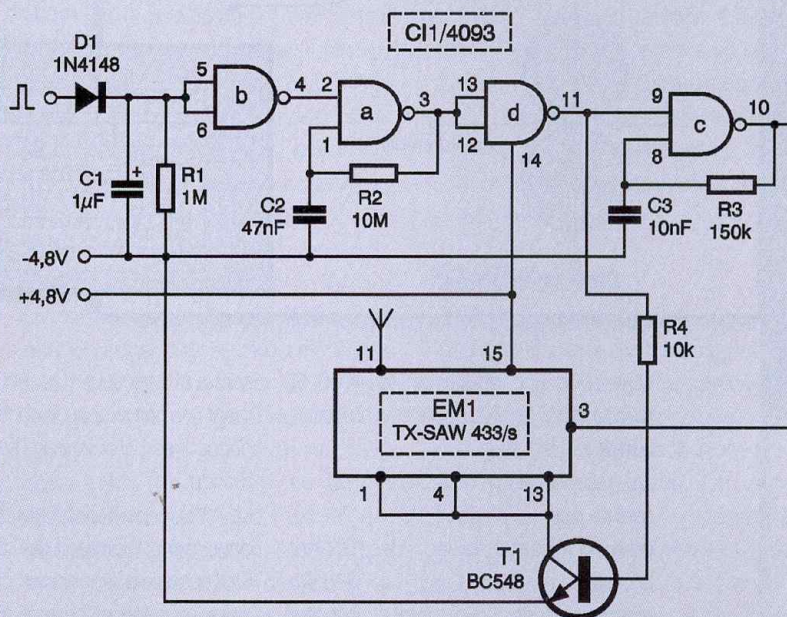 CI1/4093
D1
1N4148
5
6
b
4
2
1
a
3
13
12
d
11
14
9
8
c
10
C1
1µF
+
R1
1M
C2
47nF
R2
10M
C3
10nF
R3
150k
-4,8V
+4,8V
R4
10k
11
15
EM1
TX-SAW 433/s
3
1
4
13
T1
BC548